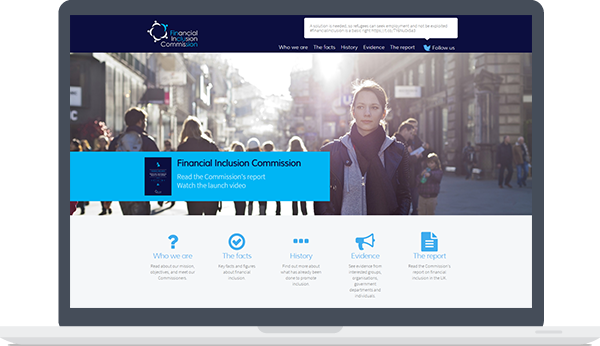 Financial
Inclusion
Commission
A solution is needed so refugees can seek employment and not be excluded
#financialinclusion is a basic right
Who we are The facts History Evidence The report Follow us
Financial Inclusion Commission
Read the Commission's report
Watch the launch video
Who we are
Read about our mission,
objectives, and meet our
Commissioners.
The facts
Key facts and figures
about financial
inclusion.
History
Find out more about
what has already been
done to promote
inclusion
Evidence
See evidence from
interested groups,
organisations,
government
departments and
individuals.
The report
Read the Commission's
report on financial
inclusion in the UK